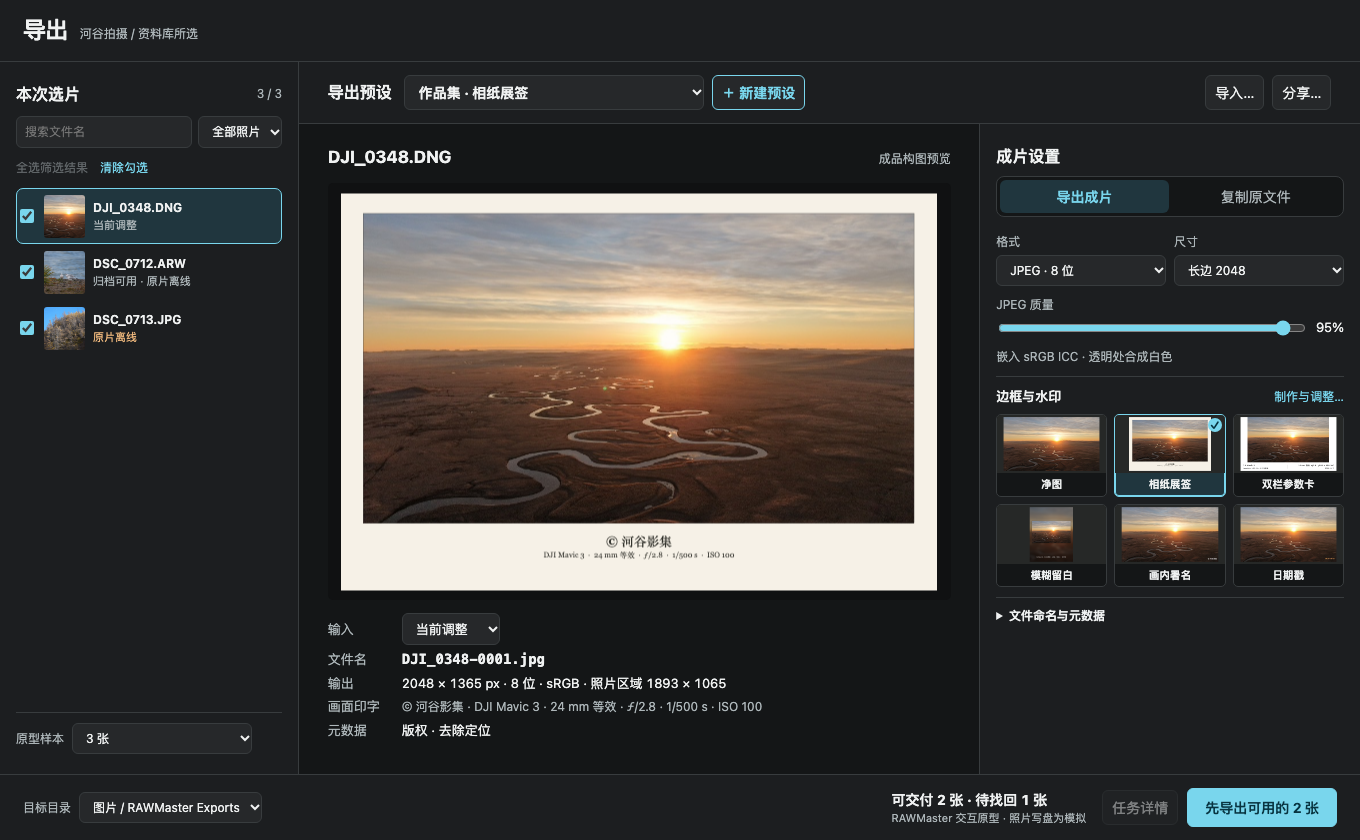 导出 河谷拍摄 / 资料库所选
本次选片 3 / 3
搜索文件名 全部照片
全选筛选结果 清除勾选
DJI_0348.DNG
当前调整
DSC_0712.ARW
归档可用 · 原片离线
DSC_0713.JPG
原片离线
原型样本 3 张
导出预设 作品集 · 相纸展签 + 新建预设 导入... 分享...
DJI_0348.DNG 成品构图预览
© 河谷影集
DJI Mavic 3 · 24 mm 等效 · ƒ/2.8 · 1/500 s · ISO 100
输入 当前调整
文件名 DJI_0348-0001.jpg
输出 2048 × 1365 px · 8 位 · sRGB · 照片区域 1893 × 1065
画面印字 © 河谷影集 · DJI Mavic 3 · 24 mm 等效 · ƒ/2.8 · 1/500 s · ISO 100
元数据 版权 · 去除定位
成片设置
导出成片 复制原文件
格式 尺寸
JPEG · 8 位 长边 2048
JPEG 质量
95%
嵌入 sRGB ICC · 透明处合成白色
边框与水印 制作与调整...
净图 相纸展签 双栏参数卡
模糊留白 画内署名 日期戳
文件命名与元数据
目标目录 图片 / RAWMaster Exports
可交付 2 张 · 待找回 1 张
RAWMaster 交互原型 · 照片写盘为模拟
任务详情 先导出可用的 2 张